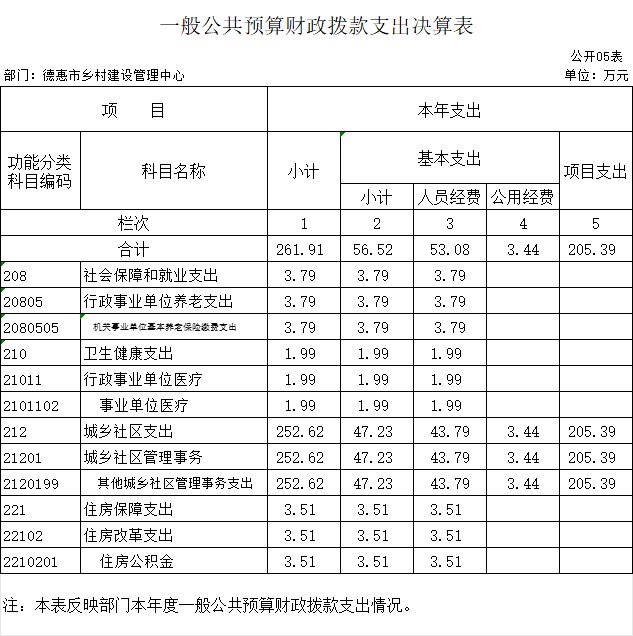 一般公共预算财政拨款支出决算表
公开05表
部门：德惠市乡村建设管理中心 单位：万元
项 目 本年支出
功能分类科目编码 科目名称 小计 基本支出 项目支出
小计 人员经费 公用经费
栏次 1 2 3 4 5
合计 261.91 56.52 53.08 3.44 205.39
208 社会保障和就业支出 3.79 3.79 3.79
20805 行政事业单位养老支出 3.79 3.79 3.79
2080505 机关事业单位基本养老保险缴费支出 3.79 3.79 3.79
210 卫生健康支出 1.99 1.99 1.99
21011 行政事业单位医疗 1.99 1.99 1.99
2101102 事业单位医疗 1.99 1.99 1.99
212 城乡社区支出 252.62 47.23 43.79 3.44 205.39
21201 城乡社区管理事务 252.62 47.23 43.79 3.44 205.39
2120199 其他城乡社区管理事务支出 252.62 47.23 43.79 3.44 205.39
221 住房保障支出 3.51 3.51 3.51
22102 住房改革支出 3.51 3.51 3.51
2210201 住房公积金 3.51 3.51 3.51
注：本表反映部门本年度一般公共预算财政拨款支出情况。